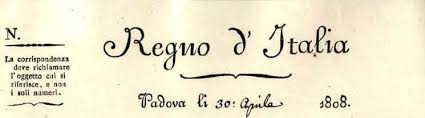 N.
La corrispondenza
deve richiamare
l'oggetto cui si
riferisce, e non
i soli numeri.
Regno d' Italia
Padova li 30. Aprile 1808.